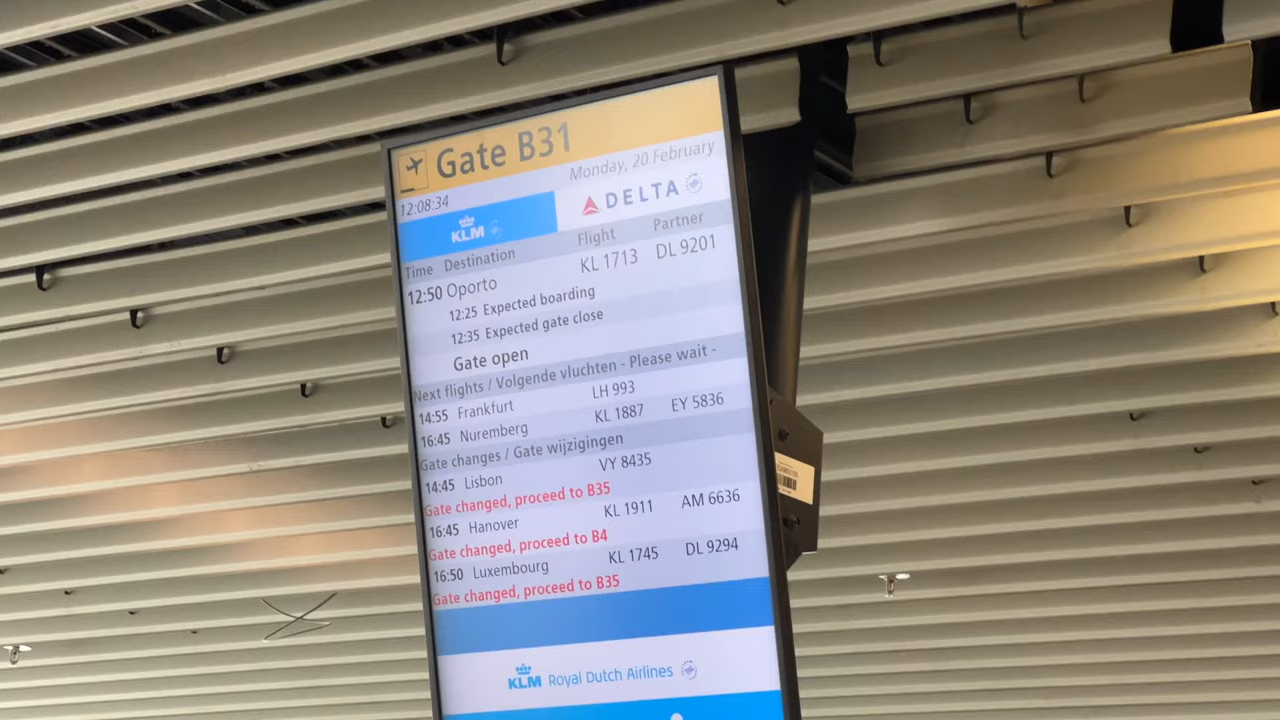 Gate B31
Monday, 20 February
12:08:34
KLM
DELTA
Time Destination Flight Partner
12:50 Oporto KL 1713 DL 9201
12:25 Expected boarding
12:35 Expected gate close
Gate open
Next flights / Volgende vluchten - Please wait -
14:55 Frankfurt LH 993
16:45 Nuremberg KL 1887 EY 5836
Gate changes / Gate wijzigingen
14:45 Lisbon VY 8435
Gate changed, proceed to B35
16:45 Hanover KL 1911 AM 6636
Gate changed, proceed to B4
16:50 Luxembourg KL 1745 DL 9294
Gate changed, proceed to B35
KLM Royal Dutch Airlines